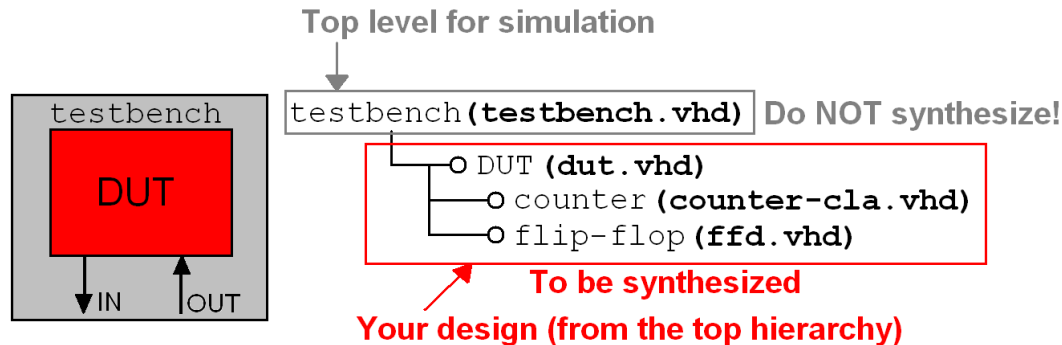 Top level for simulation
testbench
DUT
IN
OUT
testbench(testbench.vhd)
Do NOT synthesize!
DUT (dut.vhd)
counter (counter-cla.vhd)
flip-flop (ffd.vhd)
To be synthesized
Your design (from the top hierarchy)